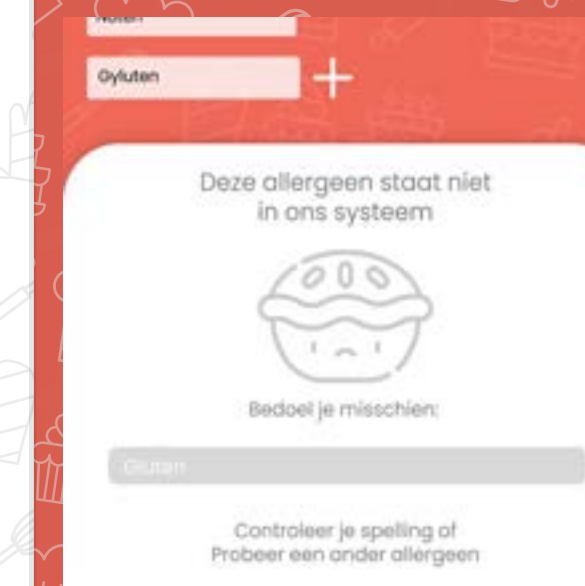 Noten
Gyluten
Deze allergeen staat niet
in ons systeem
Bedoel je misschien:
Gluten
Controleer je spelling of
Probeer een ander allergeen